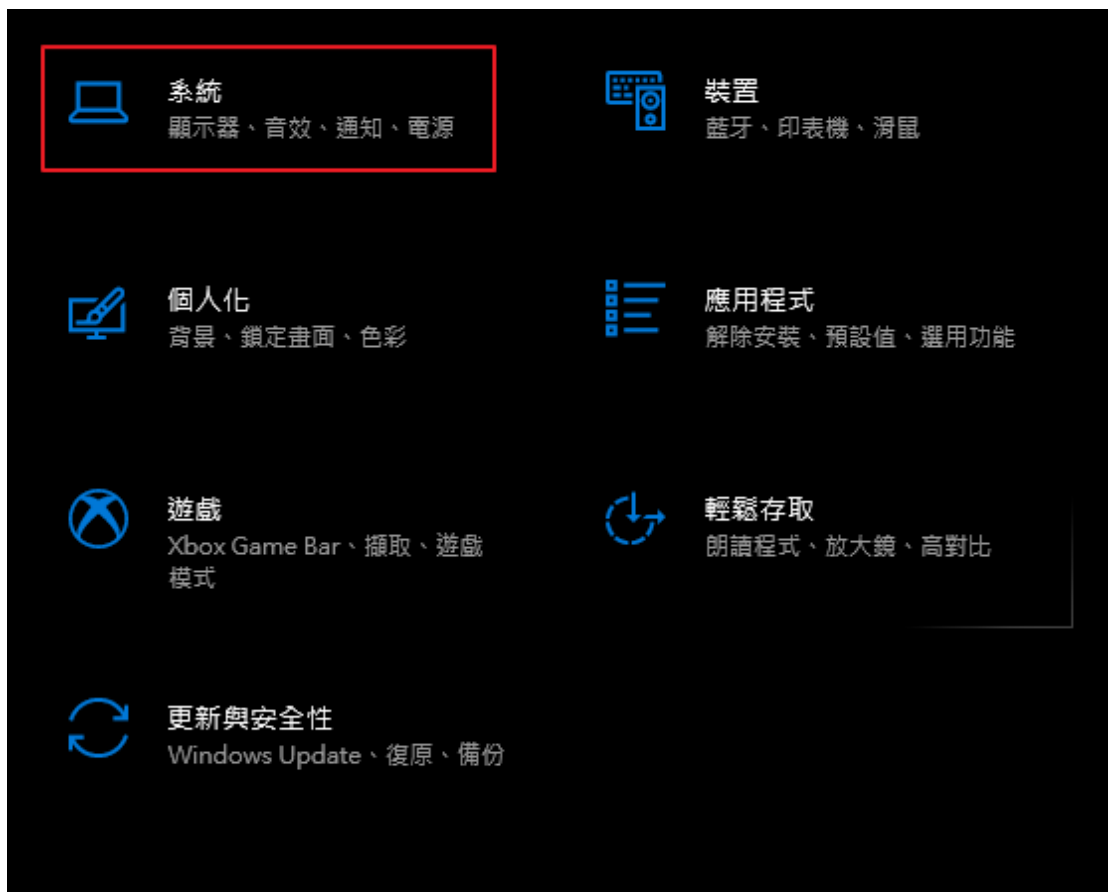 系統
顯示器、音效、通知、電源
裝置
藍牙、印表機、滑鼠
個人化
背景、鎖定畫面、色彩
應用程式
解除安裝、預設值、選用功能
遊戲
Xbox Game Bar、擷取、遊戲
模式
輕鬆存取
朗讀程式、放大鏡、高對比
更新與安全性
Windows Update、復原、備份